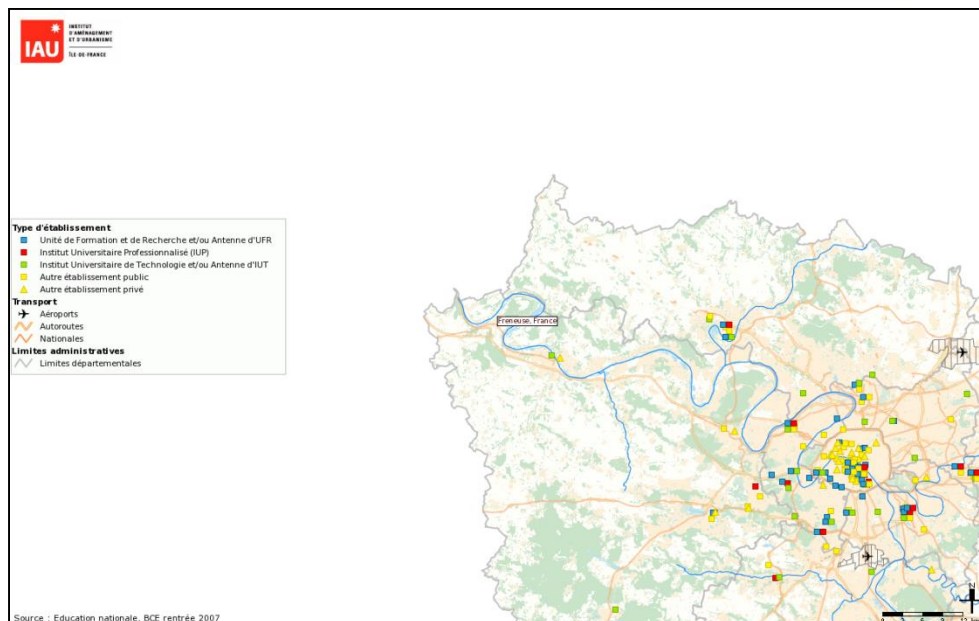 IAU
INSTITUT
D'AMÉNAGEMENT
ET D'URBANISME
ÎLE-DE-FRANCE
Type d'établissement
Unité de Formation et de Recherche et/ou Antenne d'UFR
Institut Universitaire Professionnalisé (IUP)
Institut Universitaire de Technologie et/ou Antenne d'IUT
Autre établissement public
Autre établissement privé
Transport
Aéroports
Autoroutes
Nationales
Limites administratives
Limites départementales
Freneuse, France
Source : Education nationale, BCE rentrée 2007